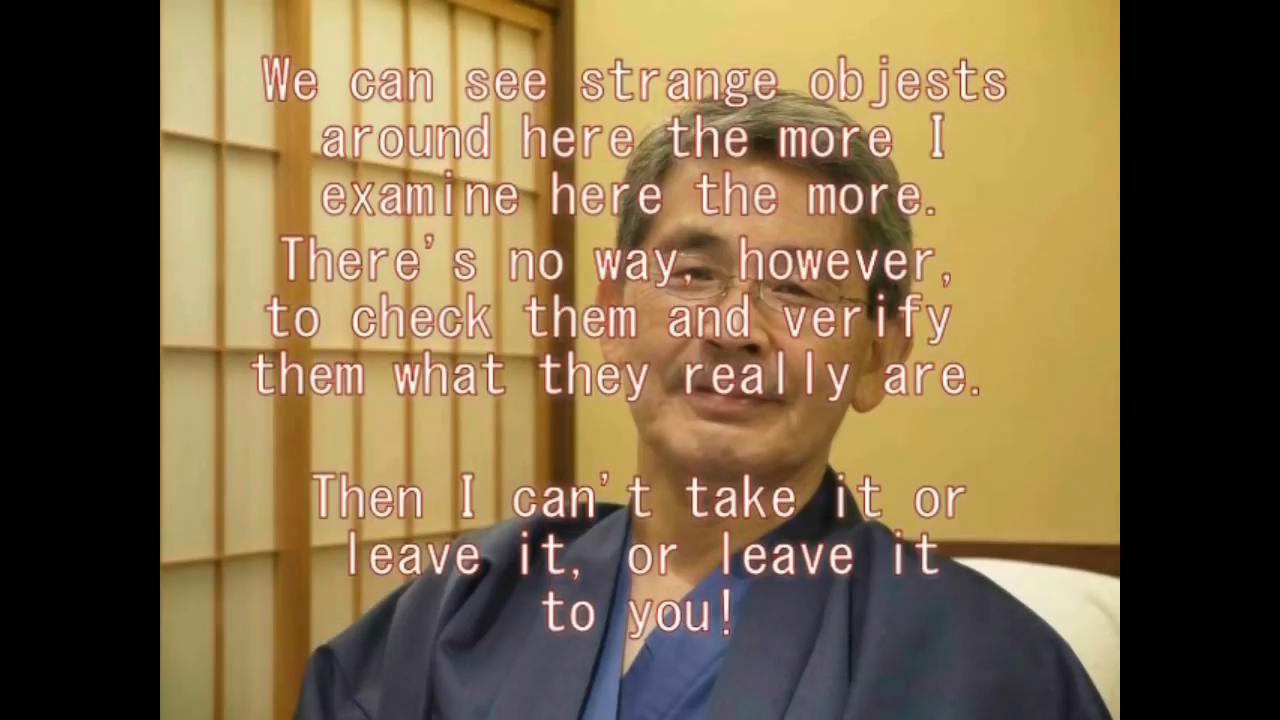 We can see strange objests
around here the more I
examine here the more.
There's no way, however,
to check them and verify
them what they really are.
Then I can't take it or
leave it, or leave it
to you!